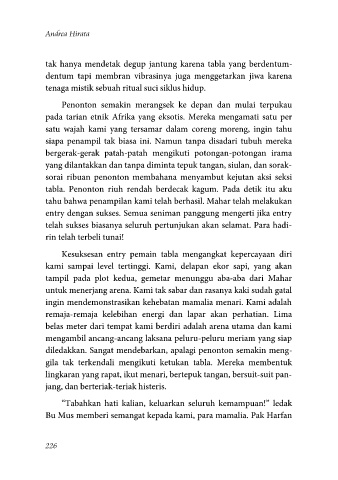 Andrea Hirata
tak hanya mendetak degup jantung karena tabla yang berdentum-
dentum tapi membran vibrasinya juga menggetarkan jiwa karena
tenaga mistik sebuah ritual suci siklus hidup.
Penonton semakin merangsek ke depan dan mulai terpukau
pada tarian etnik Afrika yang eksotis. Mereka mengamati satu per
satu wajah kami yang tersamar dalam coreng moreng, ingin tahu
siapa penampil tak biasa ini. Namun tanpa disadari tubuh mereka
bergerak-gerak patah-patah mengikuti potongan-potongan irama
yang dilantakkan dan tanpa diminta tepuk tangan, siulan, dan sorak-
sorai ribuan penonton membahana menyambut kejutan aksi seksi
tabla. Penonton riuh rendah berdecak kagum. Pada detik itu aku
tahu bahwa penampilan kami telah berhasil. Mahar telah melakukan
entry dengan sukses. Semua seniman panggung mengerti jika entry
telah sukses biasanya seluruh pertunjukan akan selamat. Para hadi-
rin telah terbeli tunai!
Kesuksesan entry pemain tabla mengangkat kepercayaan diri
kami sampai level tertinggi. Kami, delapan ekor sapi, yang akan
tampil pada plot kedua, gemetar menunggu aba-aba dari Mahar
untuk menerjang arena. Kami tak sabar dan rasanya kaki sudah gatal
ingin mendemonstrasikan kehebatan mamalia menari. Kami adalah
remaja-remaja kelebihan energi dan lapar akan perhatian. Lima
belas meter dari tempat kami berdiri adalah arena utama dan kami
mengambil ancang-ancang laksana peluru-peluru meriam yang siap
diledakkan. Sangat mendebarkan, apalagi penonton semakin meng-
gila tak terkendali mengikuti ketukan tabla. Mereka membentuk
lingkaran yang rapat, ikut menari, bertepuk tangan, bersuit-suit pan-
jang, dan berteriak-teriak histeris.
"Tabahkan hati kalian, keluarkan seluruh kemampuan!" ledak
Bu Mus memberi semangat kepada kami, para mamalia. Pak Harfan
226